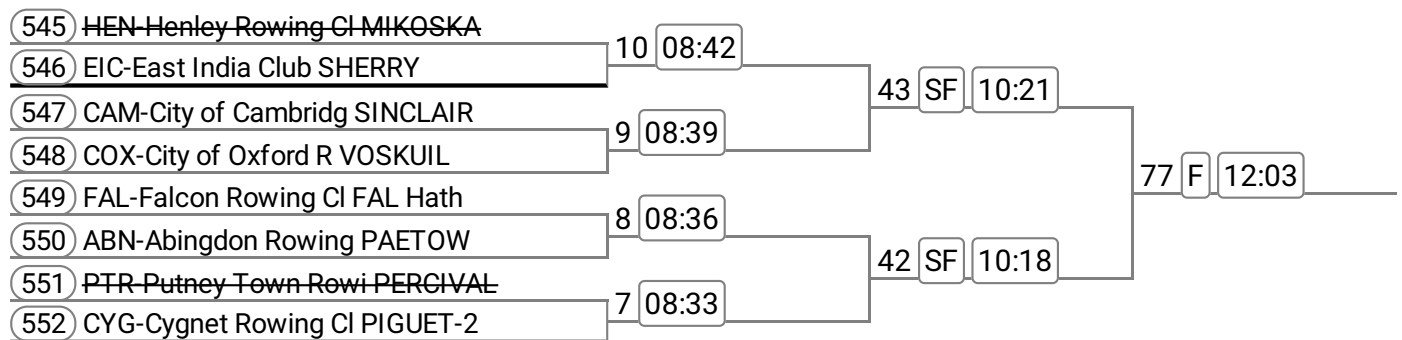 545 HEN-Henley Rowing Cl MIKOSKA
10 08:42
546 EIC-East India Club SHERRY
43 SF 10:21
547 CAM-City of Cambridg SINCLAIR
9 08:39
548 COX-City of Oxford R VOSKUIL
77 F 12:03
549 FAL-Falcon Rowing Cl FAL Hath
8 08:36
550 ABN-Abingdon Rowing PAETOW
42 SF 10:18
551 PTR-Putney Town Rowi PERCIVAL
7 08:33
552 CYG-Cygnet Rowing Cl PIGUET-2